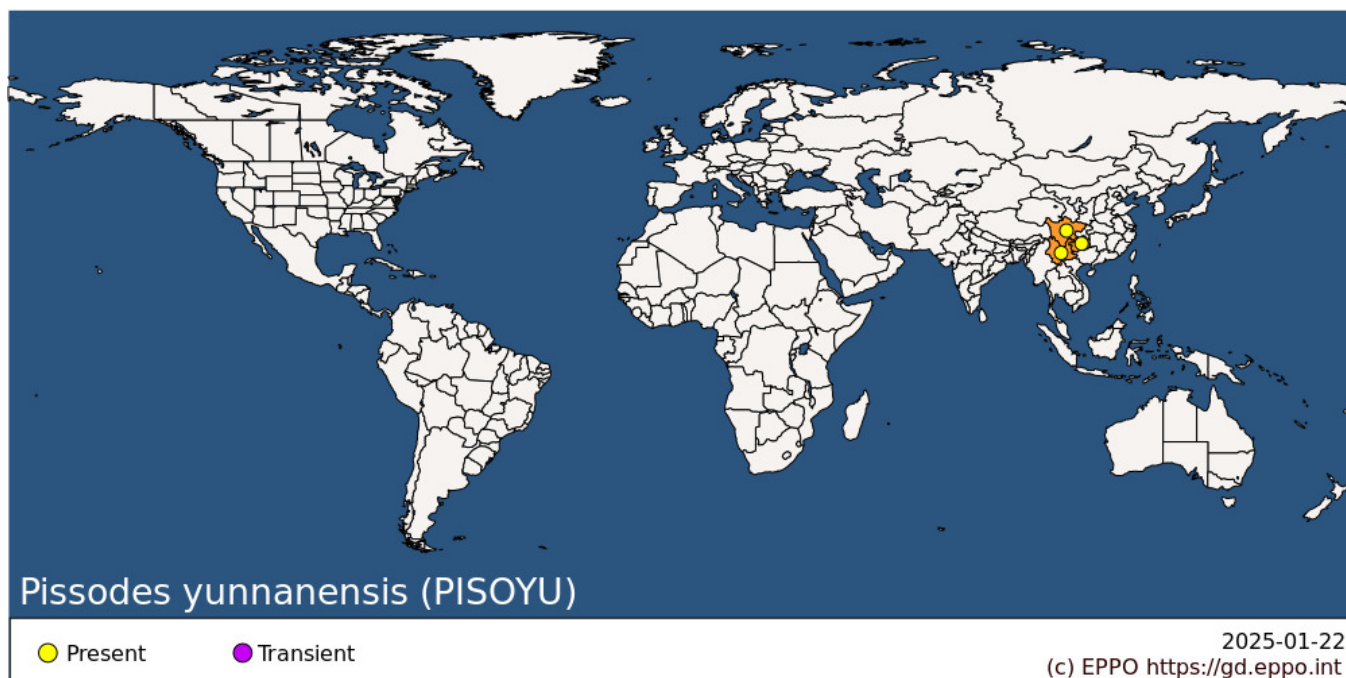 Pissodes yunnanensis (PISOYU)
Present
Transient
2025-01-22
(c) EPPO https://gd.eppo.int